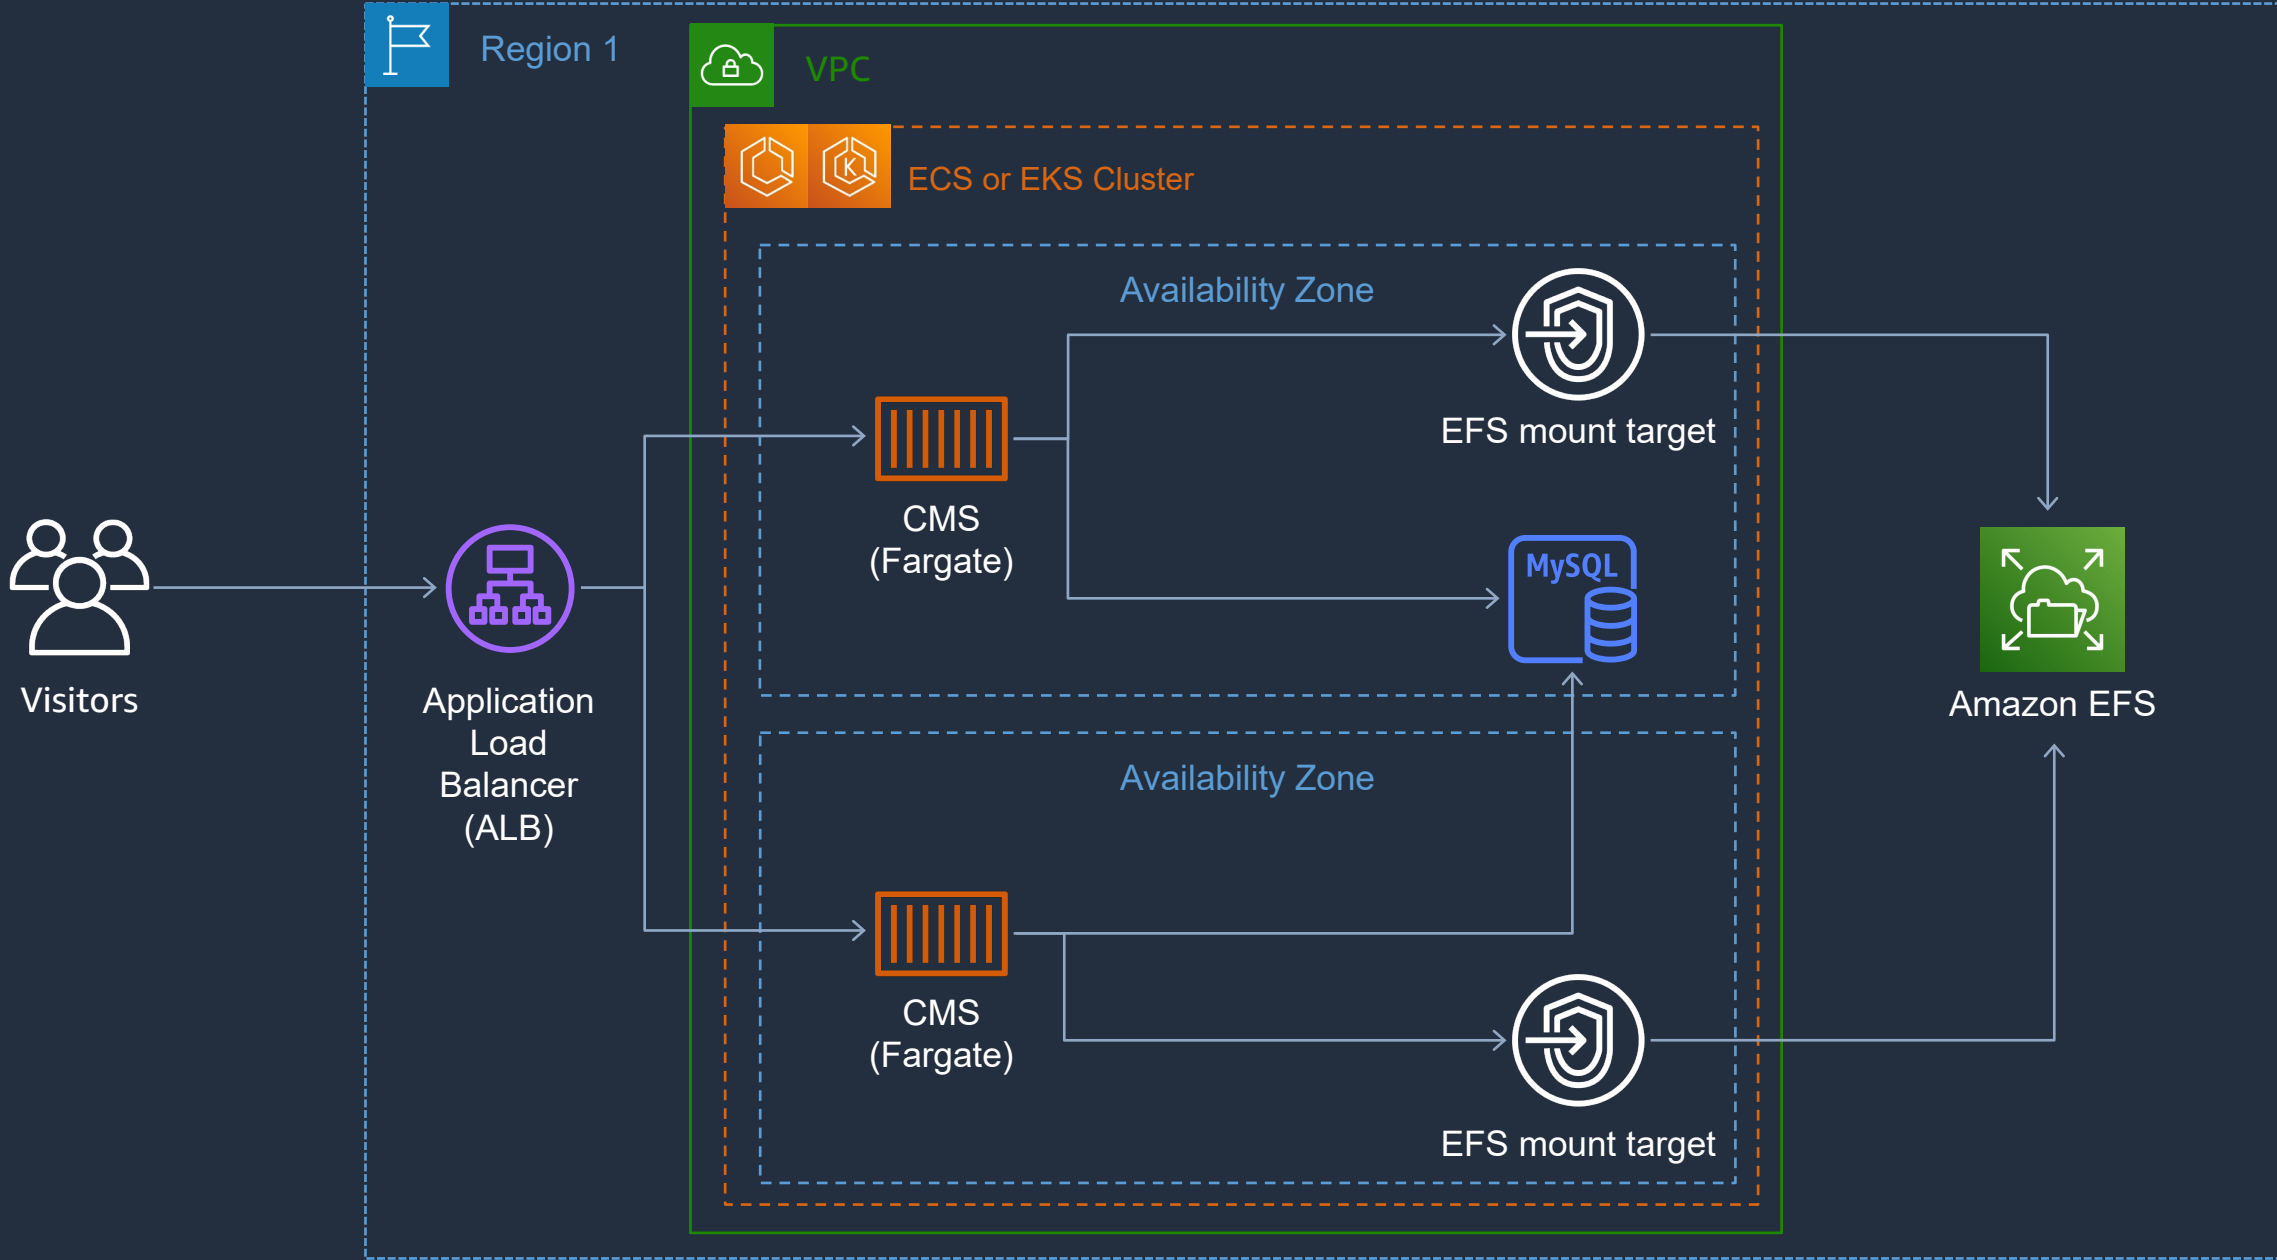 Region 1
VPC
K
ECS or EKS Cluster
Availability Zone
EFS mount target
CMS
(Fargate)
MySQL
Visitors
Application
Load
Balancer
(ALB)
Amazon EFS
Availability Zone
CMS
(Fargate)
EFS mount target